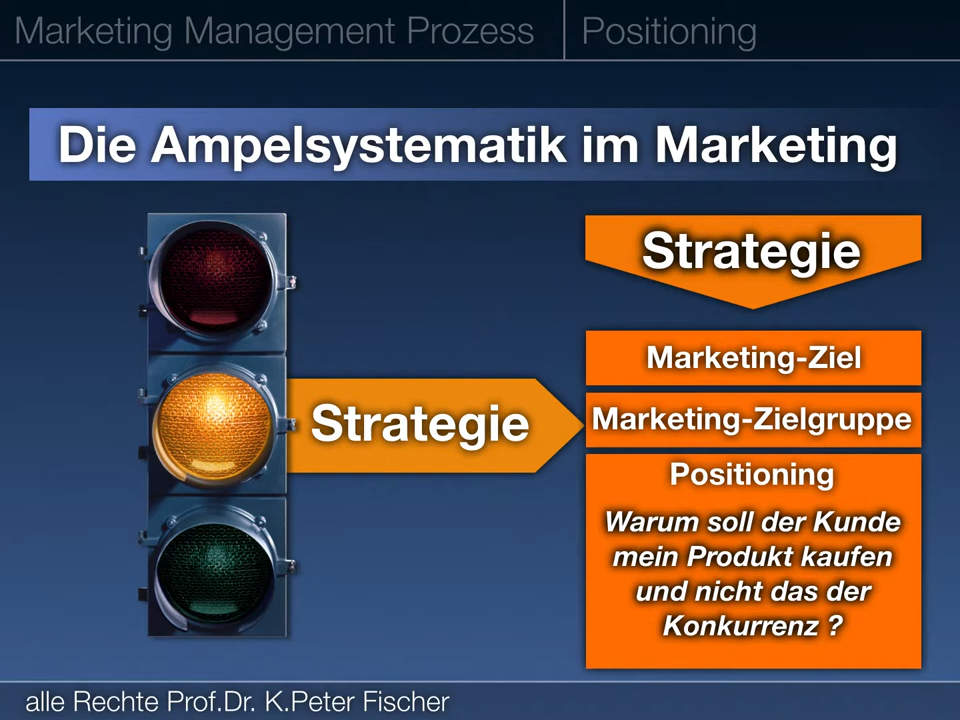 Marketing Management Prozess
Positioning
Die Ampelsystematik im Marketing
Strategie
Strategie
Marketing-Ziel
Marketing-Zielgruppe
Positioning
Warum soll der Kunde
mein Produkt kaufen
und nicht das der
Konkurrenz ?
alle Rechte Prof.Dr. K.Peter Fischer